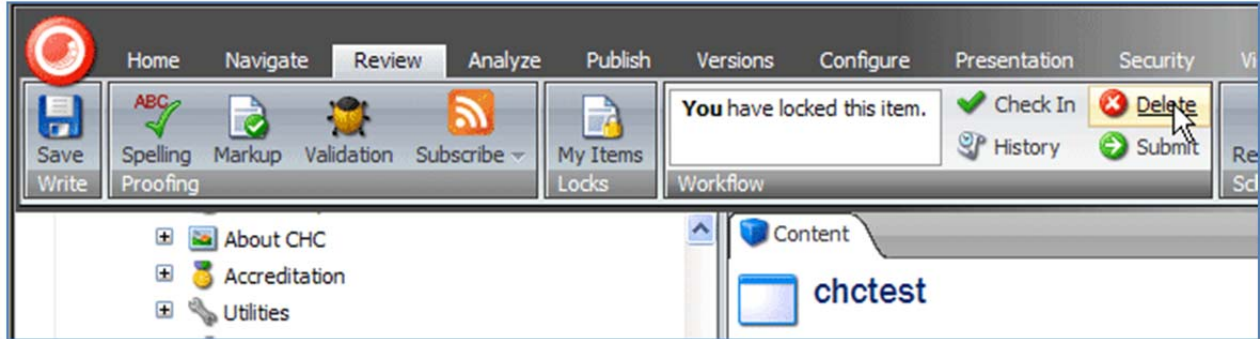 Home Navigate Review Analyze Publish Versions Configure Presentation Security
ABC
You have locked this item.
Check In Delete
History Submit
Save Spelling Markup Validation Subscribe My Items
Write Proofing Locks Workflow
About CHC
Accreditation
Utilities
Content
chctest